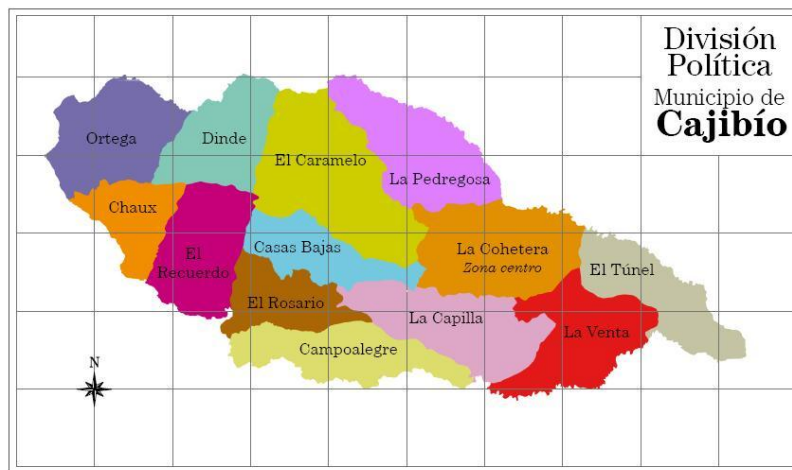 División
Política
Municipio de
Cajibío
Ortega
Dinde
El Caramelo
La Pedregosa
Chaux
El
Recuerdo
Casas Bajas
La Cohetera
Zona centro
El Túnel
El Rosario
La Capilla
La Venta
Campoalegre
N